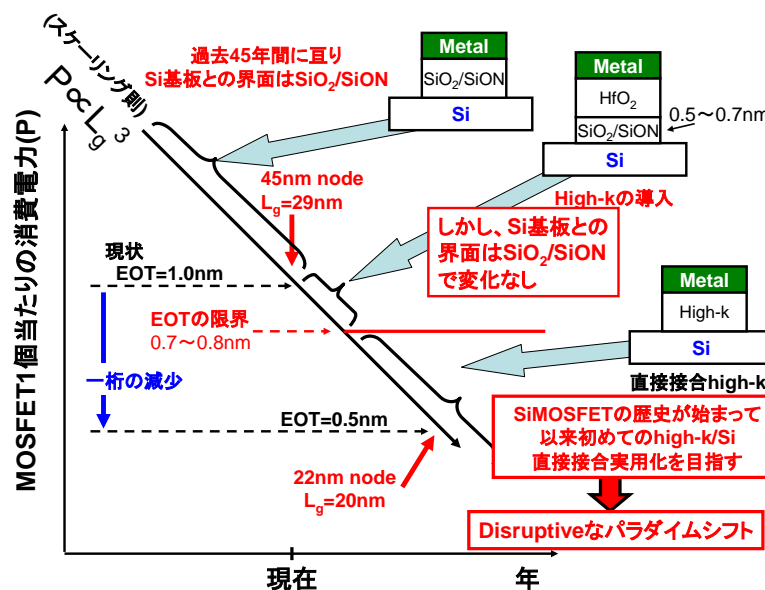 (スケーリング則)
P∝Lg3
過去45年間に亘り
Si基板との界面はSiO2/SiON
Metal
SiO2/SiON
Si
Metal
HfO2
SiO2/SiON
Si
0.5～0.7nm
High-kの導入
45nm node
Lg=29nm
しかし、Si基板との
界面はSiO2/SiON
で変化なし
現状
EOT=1.0nm
EOTの限界
0.7～0.8nm
一桁の減少
EOT=0.5nm
Metal
High-k
Si
直接接合high-k
22nm node
Lg=20nm
SiMOSFETの歴史が始まって
以来初めてのhigh-k/Si
直接接合実用化を目指す
Disruptiveなパラダイムシフト
MOSFET1個当たりの消費電力(P)
現在
年